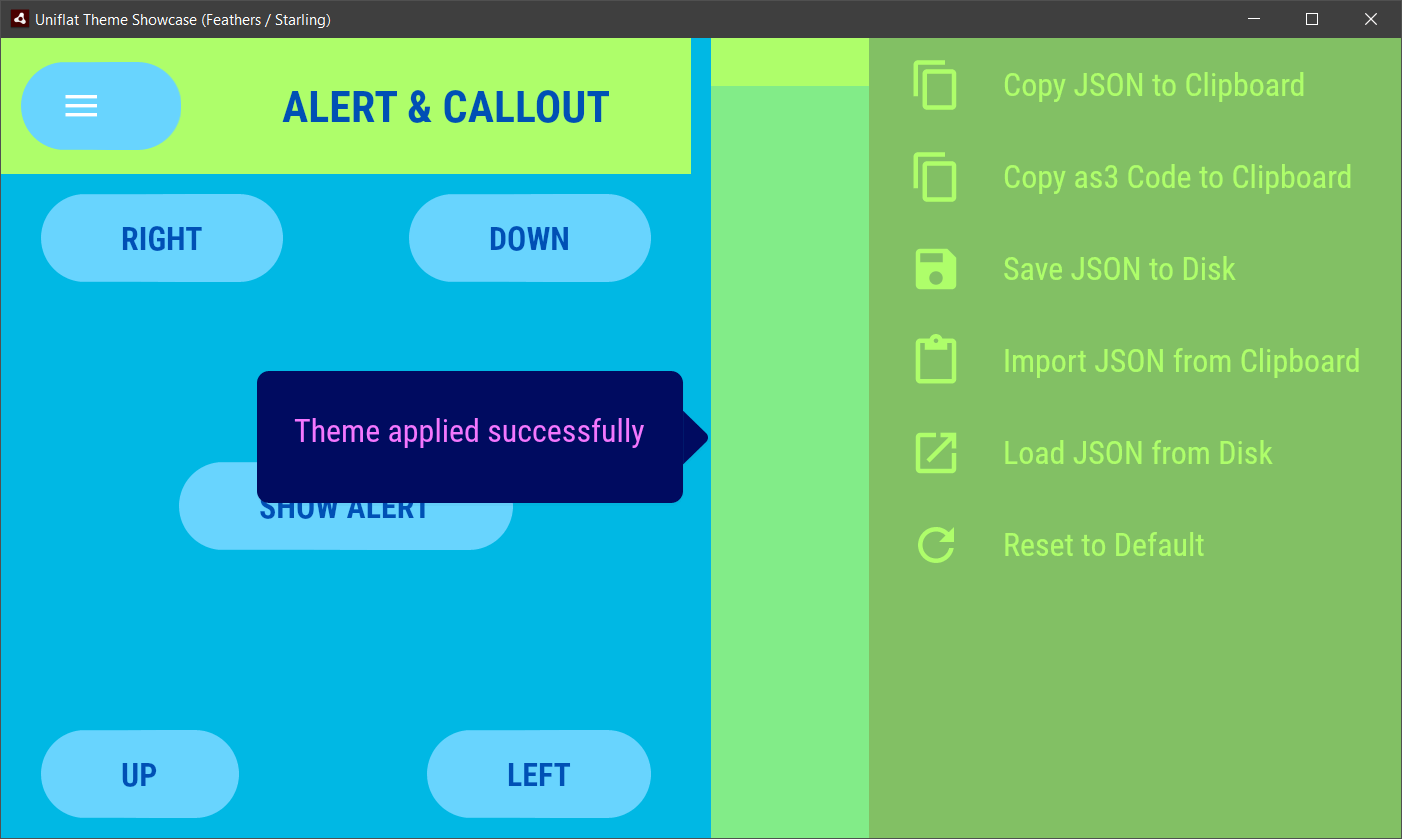 Uniflat Theme Showcase (Feathers / Starling)
ALERT & CALLOUT
RIGHT
DOWN
Theme applied successfully
SHOW ALERT
UP
LEFT
Copy JSON to Clipboard
Copy as3 Code to Clipboard
Save JSON to Disk
Import JSON from Clipboard
Load JSON from Disk
Reset to Default